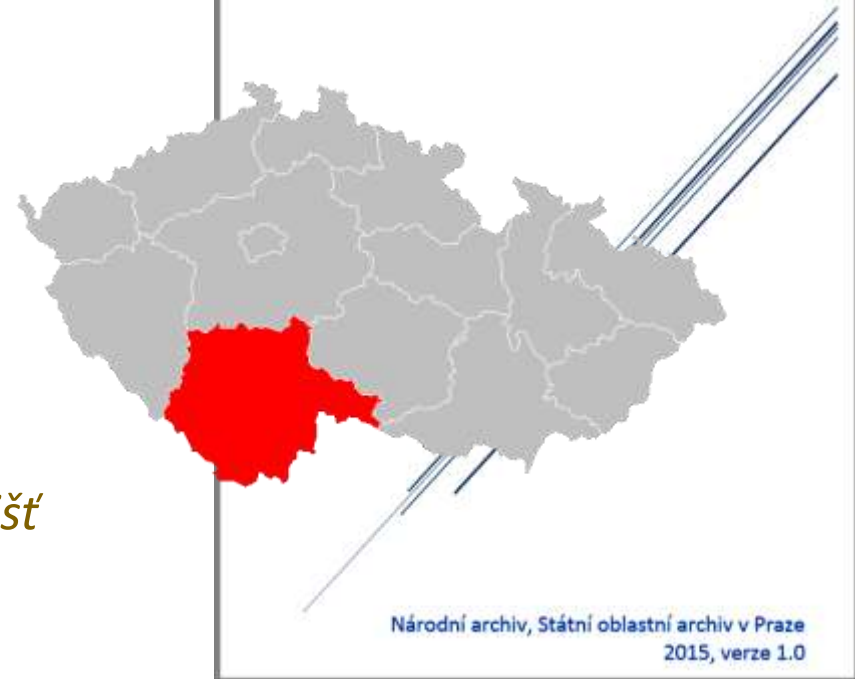 Národní archiv, Státní oblastní archiv v Praze
2015, verze 1.0